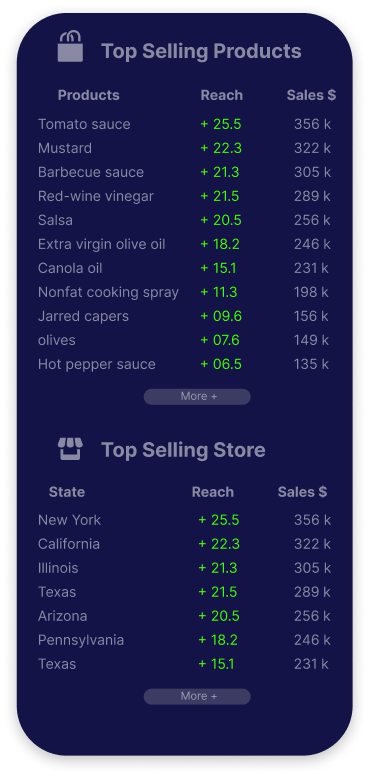 Top Selling Products
Products Reach Sales $
Tomato sauce + 25.5 356 k
Mustard + 22.3 322 k
Barbecue sauce + 21.3 305 k
Red-wine vinegar + 21.5 289 k
Salsa + 20.5 256 k
Extra virgin olive oil + 18.2 246 k
Canola oil + 15.1 231 k
Nonfat cooking spray + 11.3 198 k
Jarred capers + 09.6 156 k
olives + 07.6 149 k
Hot pepper sauce + 06.5 135 k
More +
Top Selling Store
State Reach Sales $
New York + 25.5 356 k
California + 22.3 322 k
Illinois + 21.3 305 k
Texas + 21.5 289 k
Arizona + 20.5 256 k
Pennsylvania + 18.2 246 k
Texas + 15.1 231 k
More +